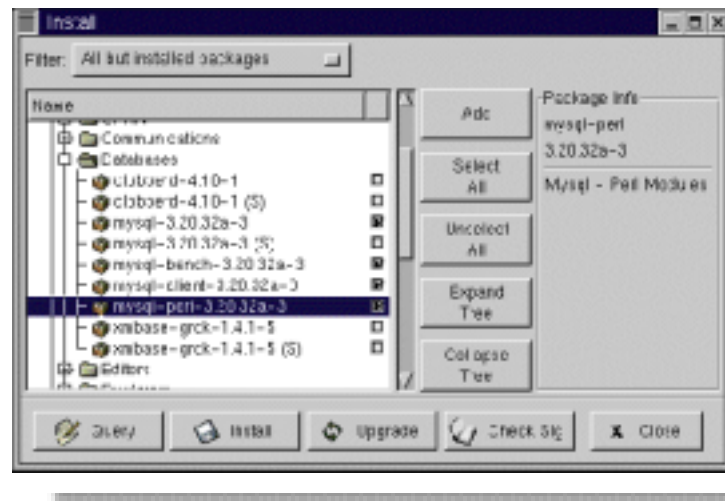 Install
Filter: All but installed packages
Name
Communications
Databases
clobberd-4.10-1
clobberd-4.10-1 (S)
mysql-3.20.32a-3
mysql-3.20.32a-3 (S)
mysql-bench-3.20.32a-3
mysql-client-3.20.32a-3
mysql-perl-3.20.32a-3
xmbase-grok-1.4.1-5
xmbase-grok-1.4.1-5 (S)
Editors
Add
Select
All
Unselect
All
Expand
Tree
Collapse
Tree
Package Info
mysql-perl
3.20.32a-3
Mysql - Perl Modules
Query
Install
Upgrade
Check Sig
Close